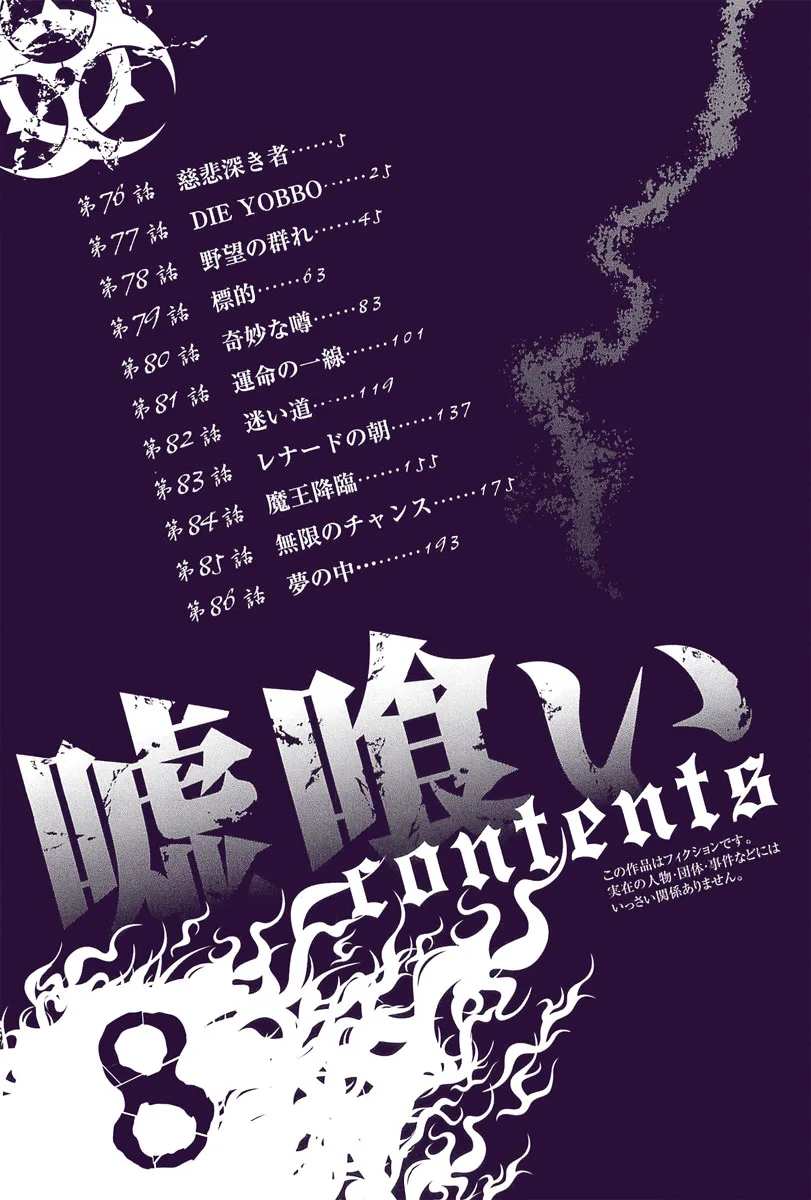 第76話 慈悲深き者……5
第77話 DIE YOBBO……25
第78話 野望の群れ……45
第79話 標的……63
第80話 奇妙な噂……83
第81話 運命の一線……101
第82話 迷い道……119
第83話 レナードの朝……137
第84話 魔王降臨……155
第85話 無限のチャンス……175
第86話 夢の中………193
嘘喰い
contents
この作品はフィクションです。
実在の人物・団体・事件などには
いっさい関係ありません。
8